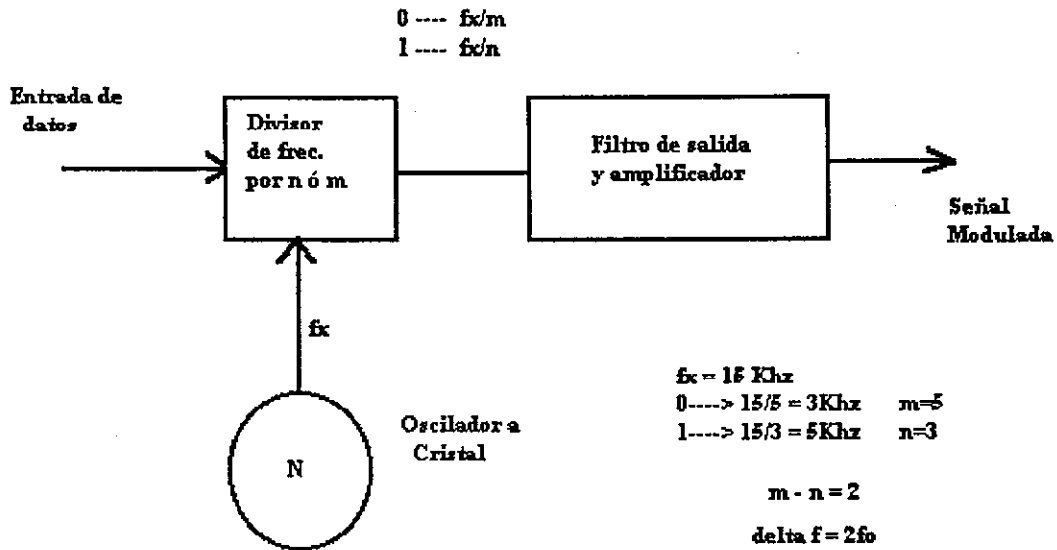 0 ---- fx/m
1 ---- fx/n
Entrada de
datos
Divisor
de frec.
por n ó m
Filtro de salida
y amplificador
Señal
Modulada
fx
Oscilador a
Cristal
N
fx = 15 Khz
0----> 15/5 = 3Khz m=5
1----> 15/3 = 5Khz n=3
m - n = 2
delta f = 2fo